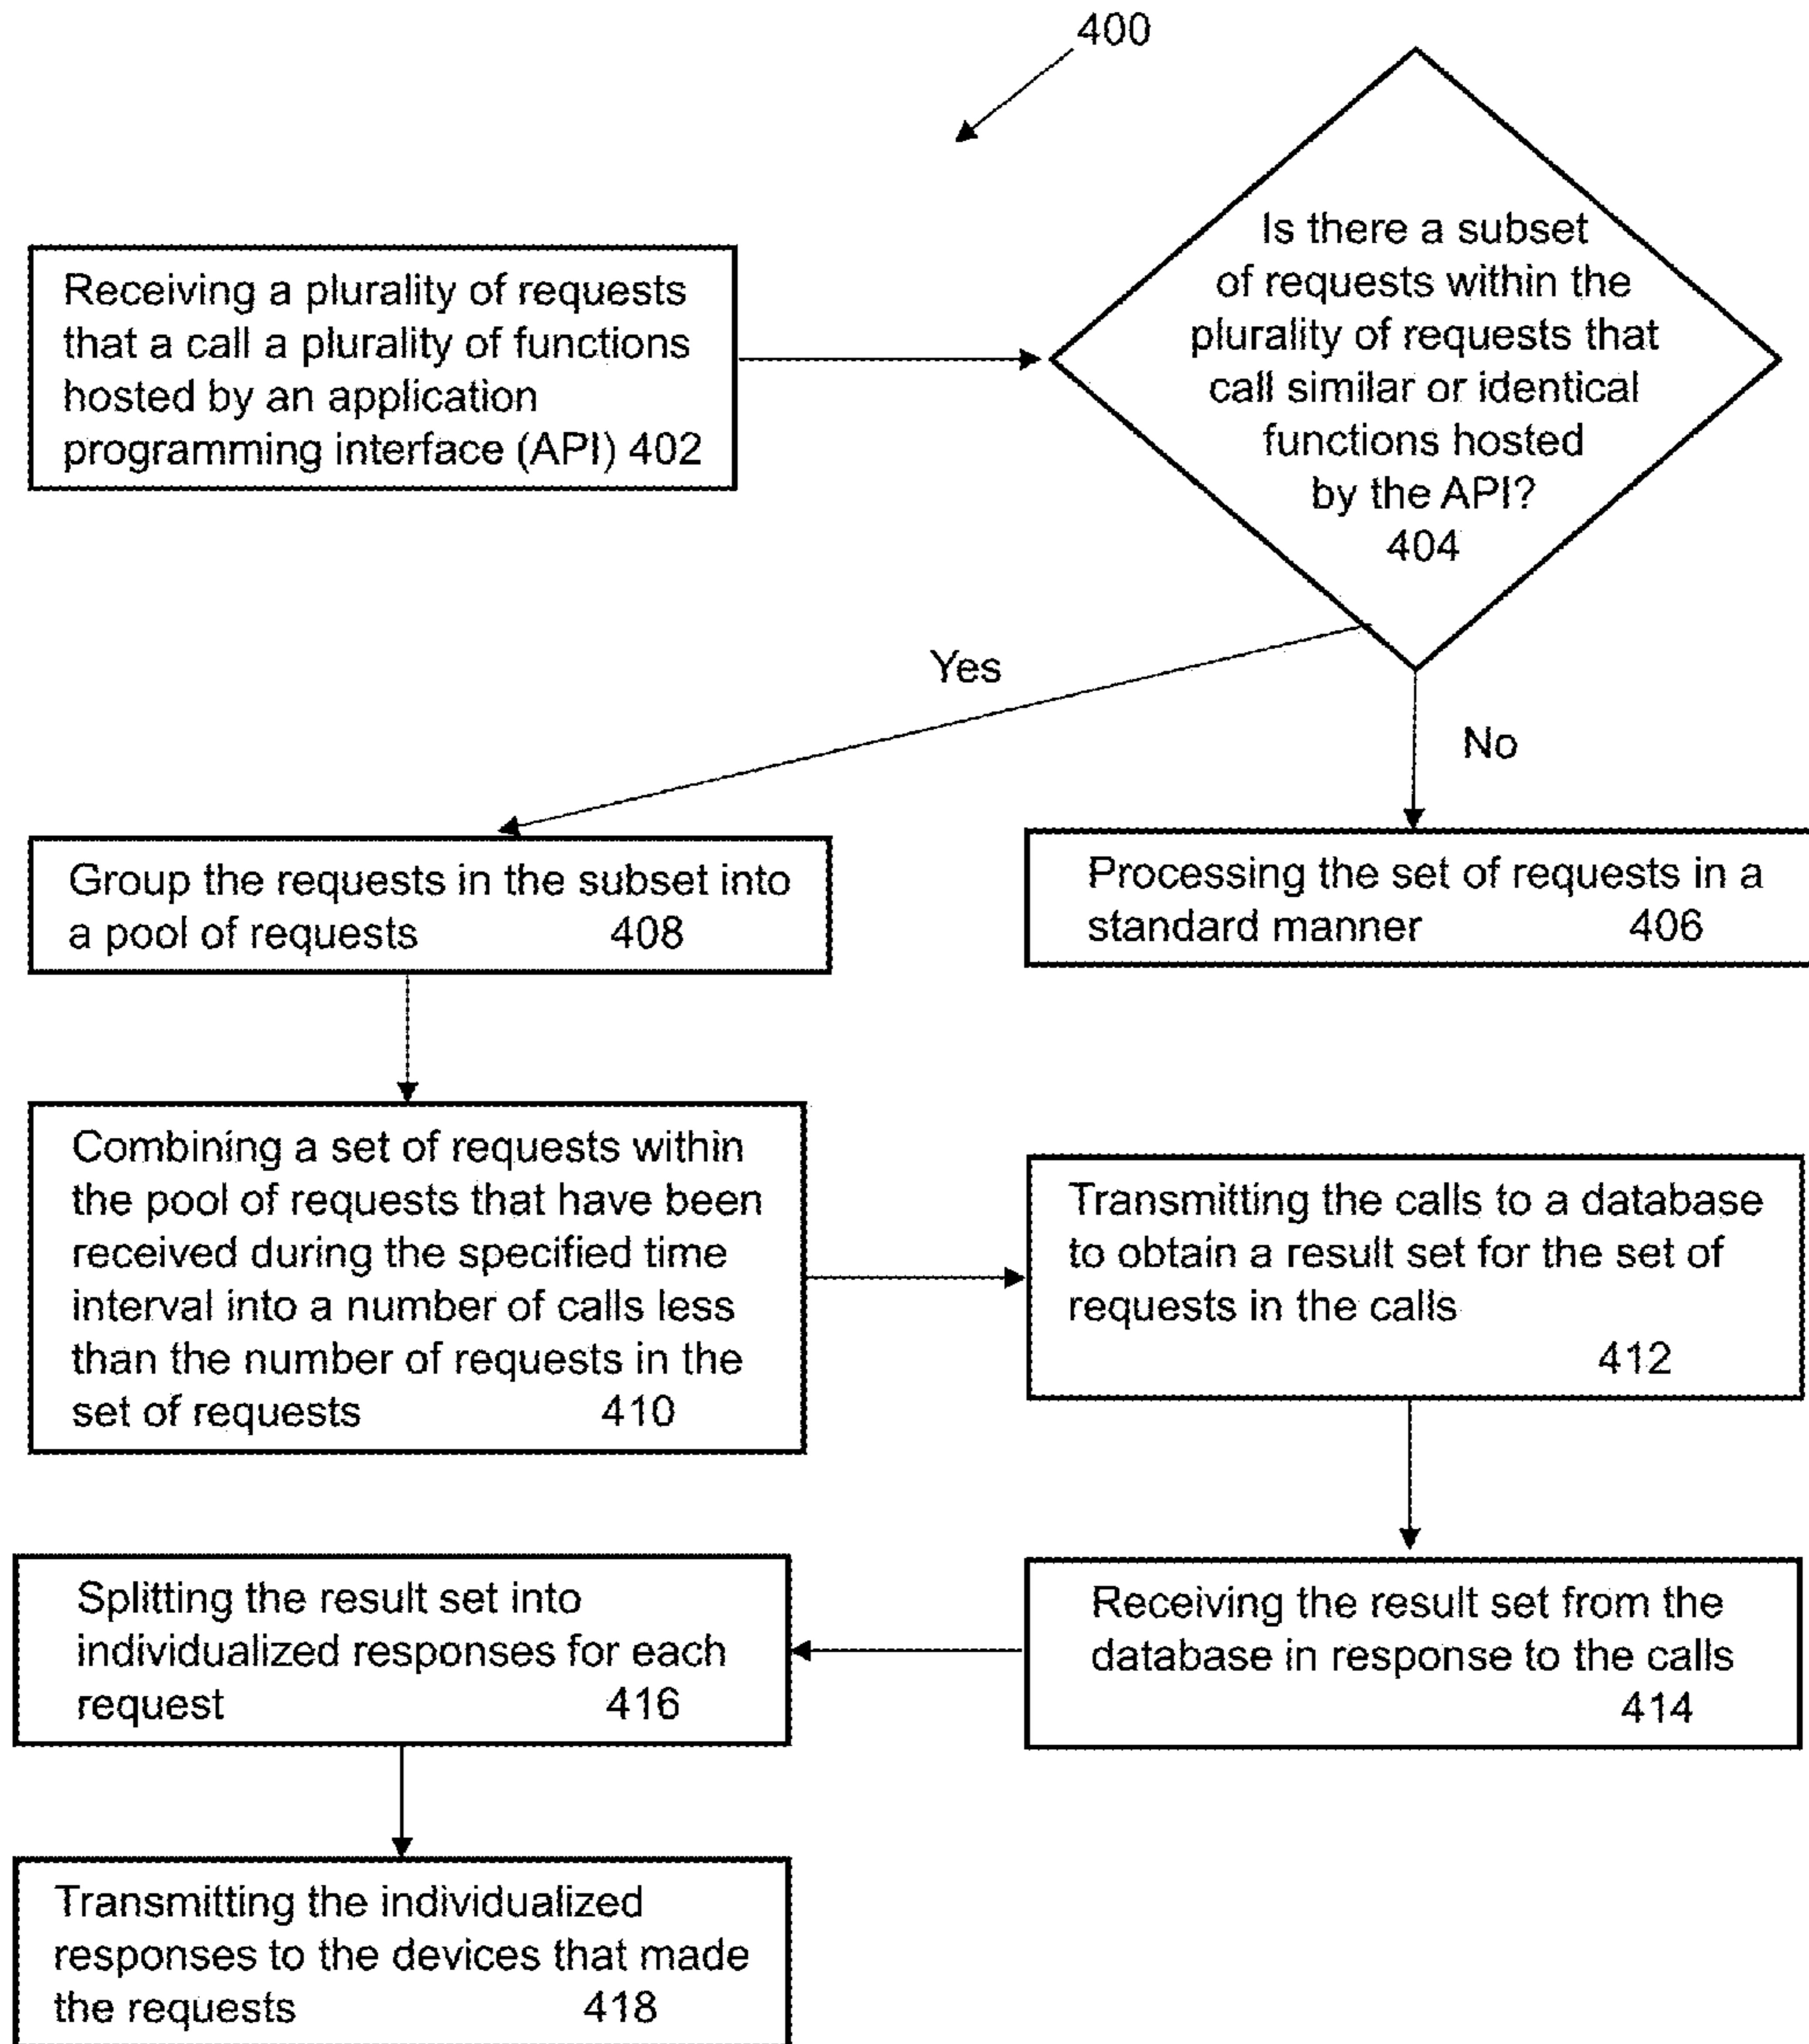 400
Receiving a plurality of requests
that a call a plurality of functions
hosted by an application
programming interface (API) 402
Is there a subset
of requests within the
plurality of requests that
call similar or identical
functions hosted
by the API?
404
Yes
No
Group the requests in the subset into
a pool of requests 408
Processing the set of requests in a
standard manner 406
Combining a set of requests within
the pool of requests that have been
received during the specified time
interval into a number of calls less
than the number of requests in the
set of requests 410
Transmitting the calls to a database
to obtain a result set for the set of
requests in the calls
412
Receiving the result set from the
database in response to the calls
414
Splitting the result set into
individualized responses for each
request 416
Transmitting the individualized
responses to the devices that made
the requests 418